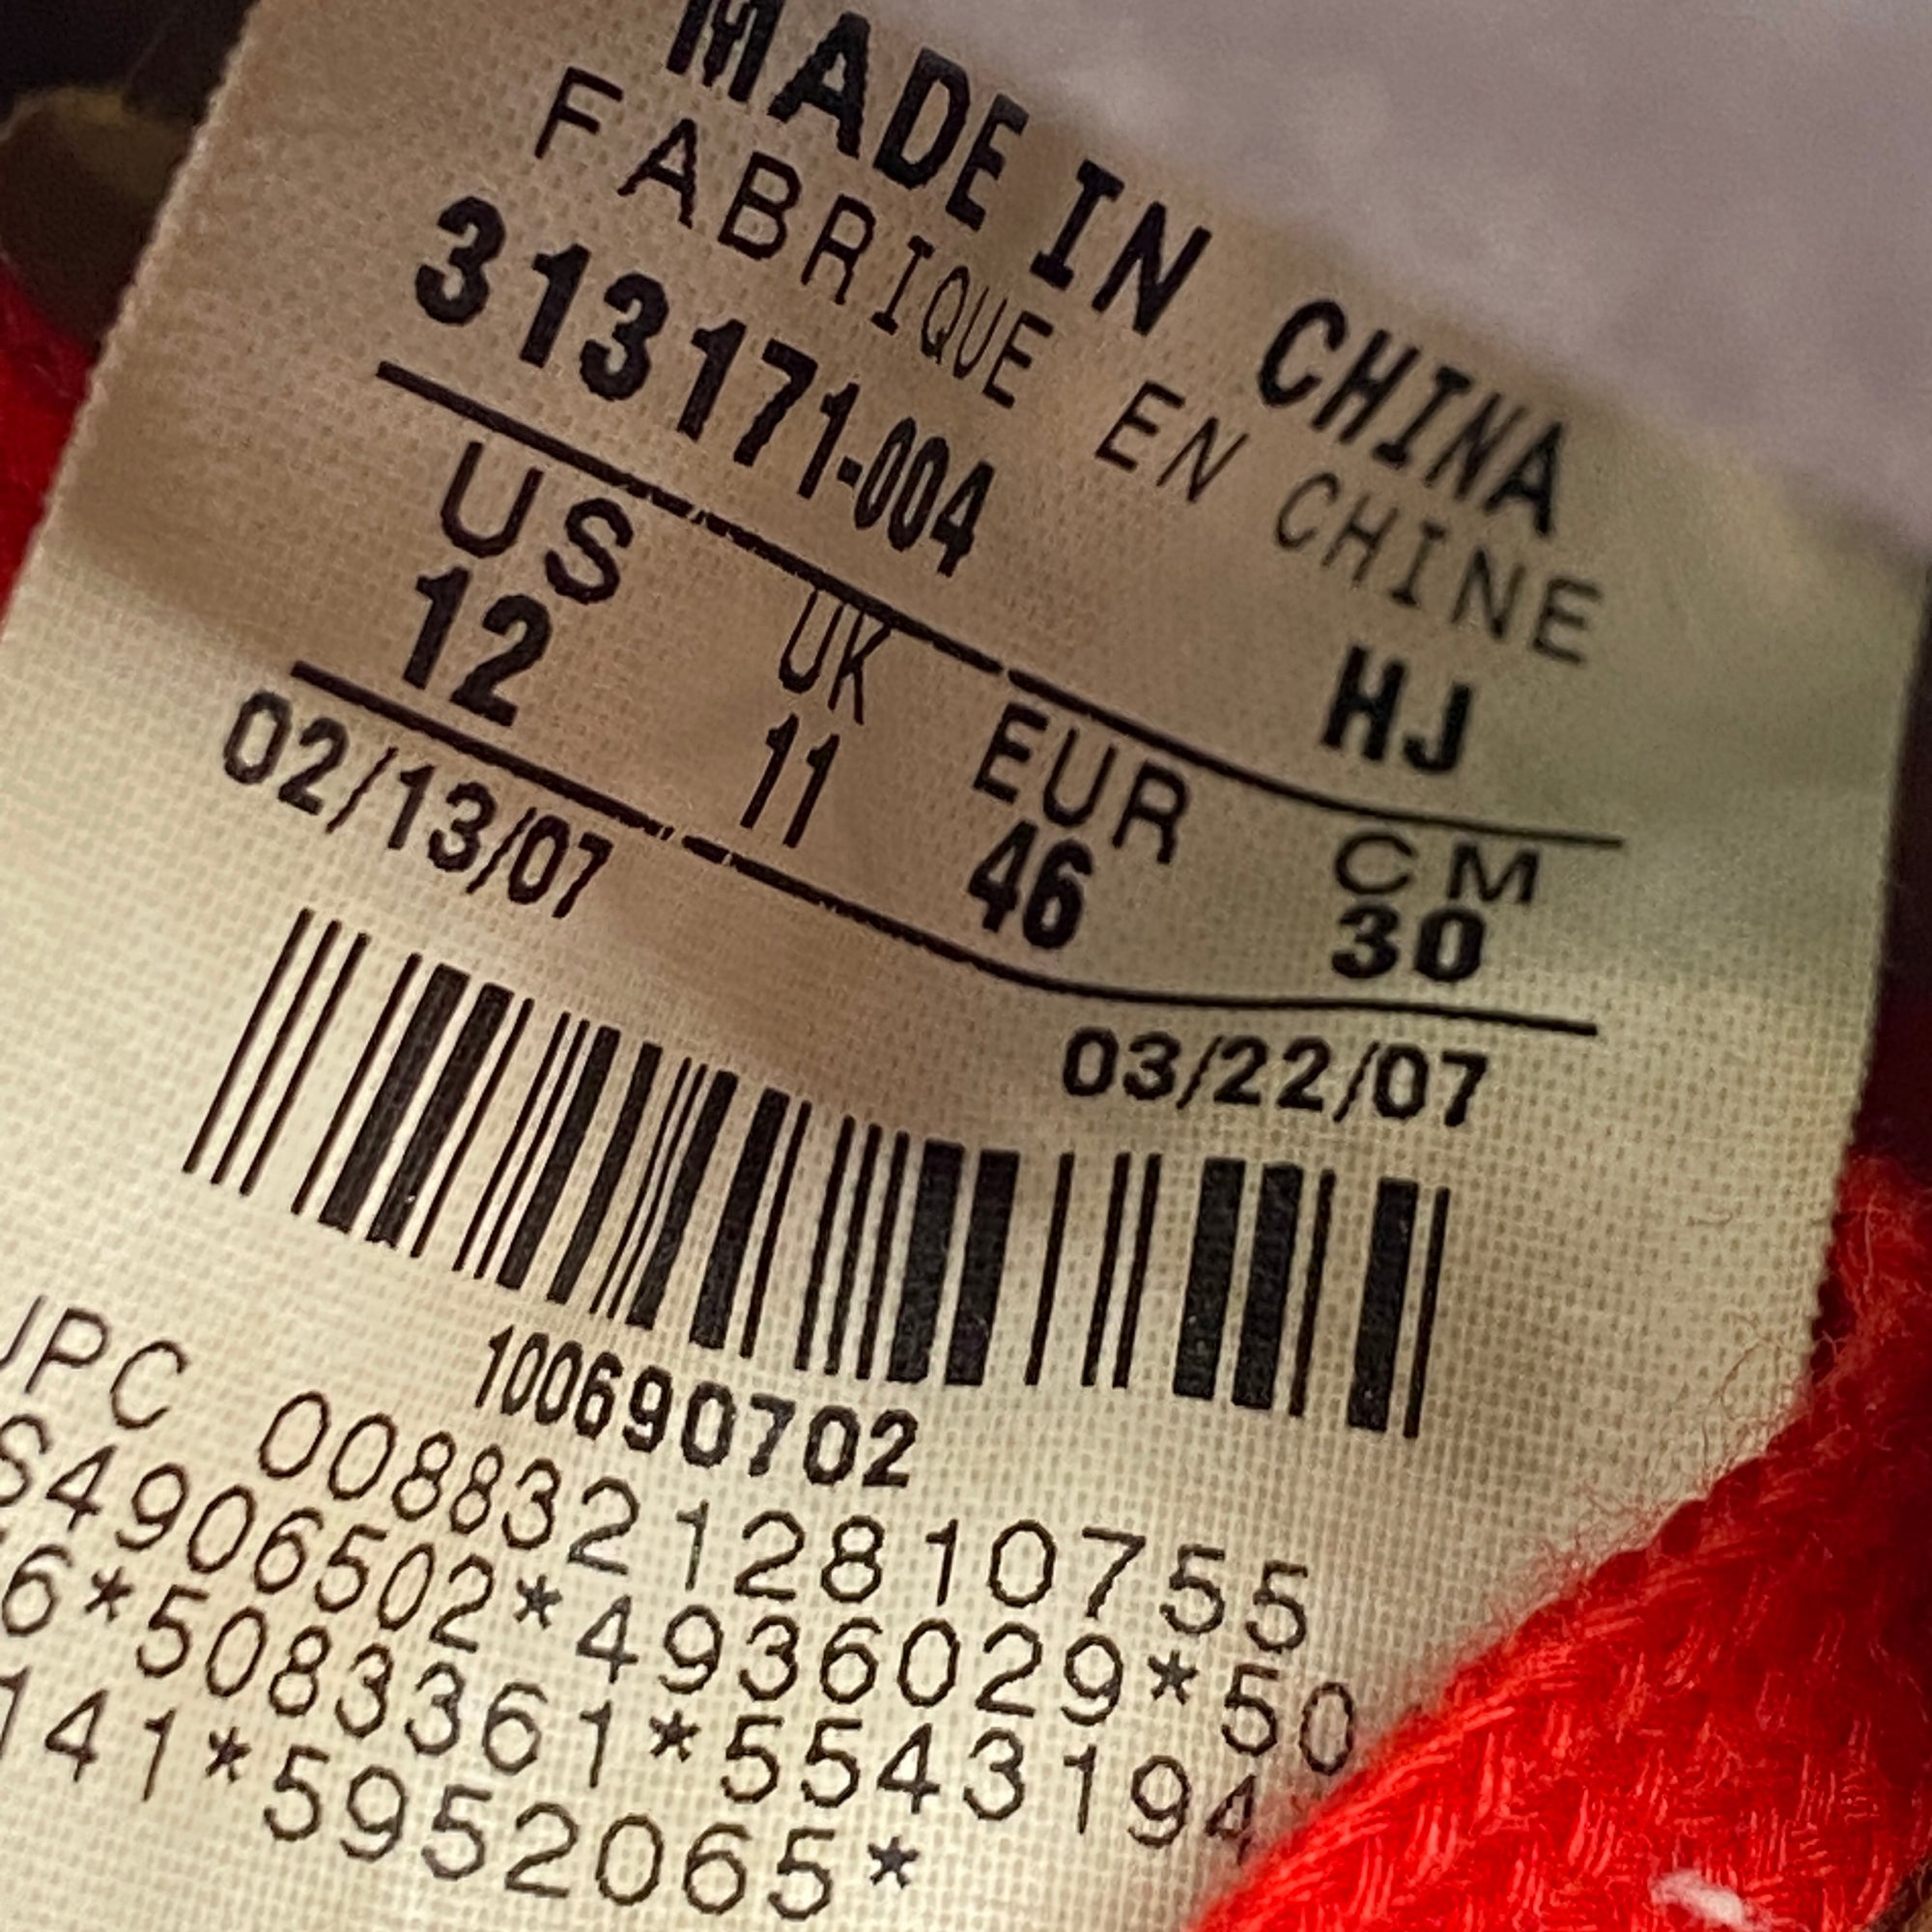 MADE IN CHINA
FABRIQUE EN CHINE
313171-004 HJ
US UK EUR CM
12 11 46 30
02/13/07 03/22/07
100690702
UPC 00883212810755
S4906502*4936029*50
6*5083361*5543194
141*5952065*